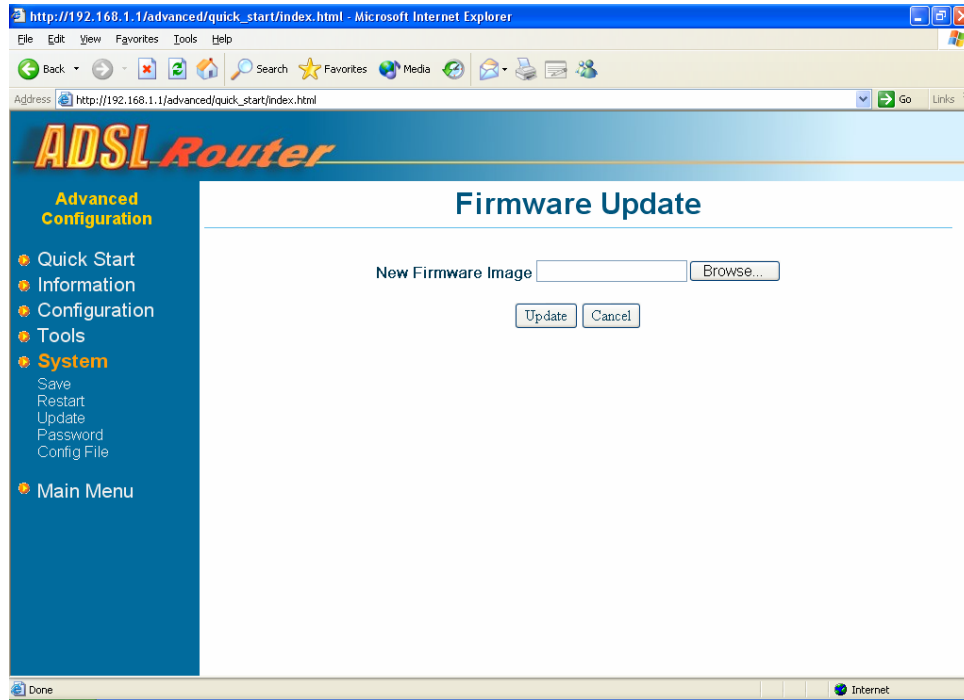 http://192.168.1.1/advanced/quick_start/index.html - Microsoft Internet Explorer
File Edit View Favorites Tools Help
Back Search Favorites Media
Address http://192.168.1.1/advanced/quick_start/index.html Go Links
ADSL Router
Advanced
Configuration
Firmware Update
Quick Start
Information
Configuration
Tools
System
Save
Restart
Update
Password
Config File
Main Menu
New Firmware Image Browse...
Update Cancel
Done Internet